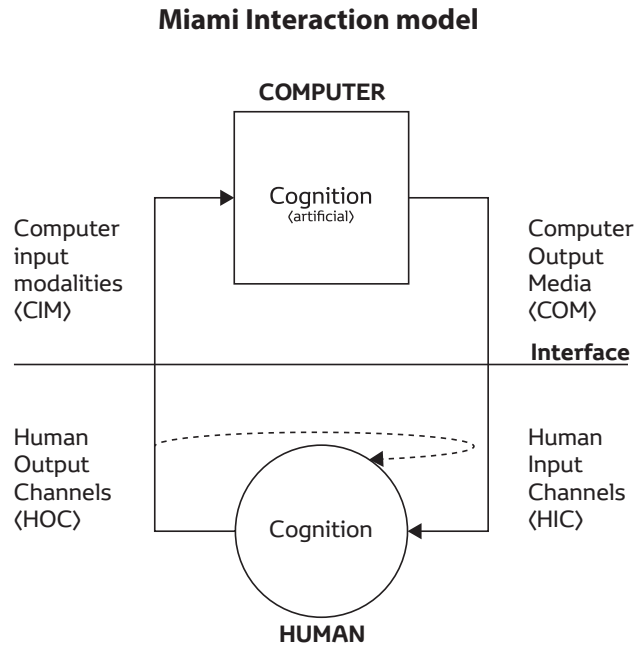 Miami Interaction model
COMPUTER
Cognition
⟨artificial⟩
Computer
input
modalities
⟨CIM⟩
Computer
Output
Media
⟨COM⟩
Interface
Human
Output
Channels
⟨HOC⟩
Human
Input
Channels
⟨HIC⟩
Cognition
HUMAN